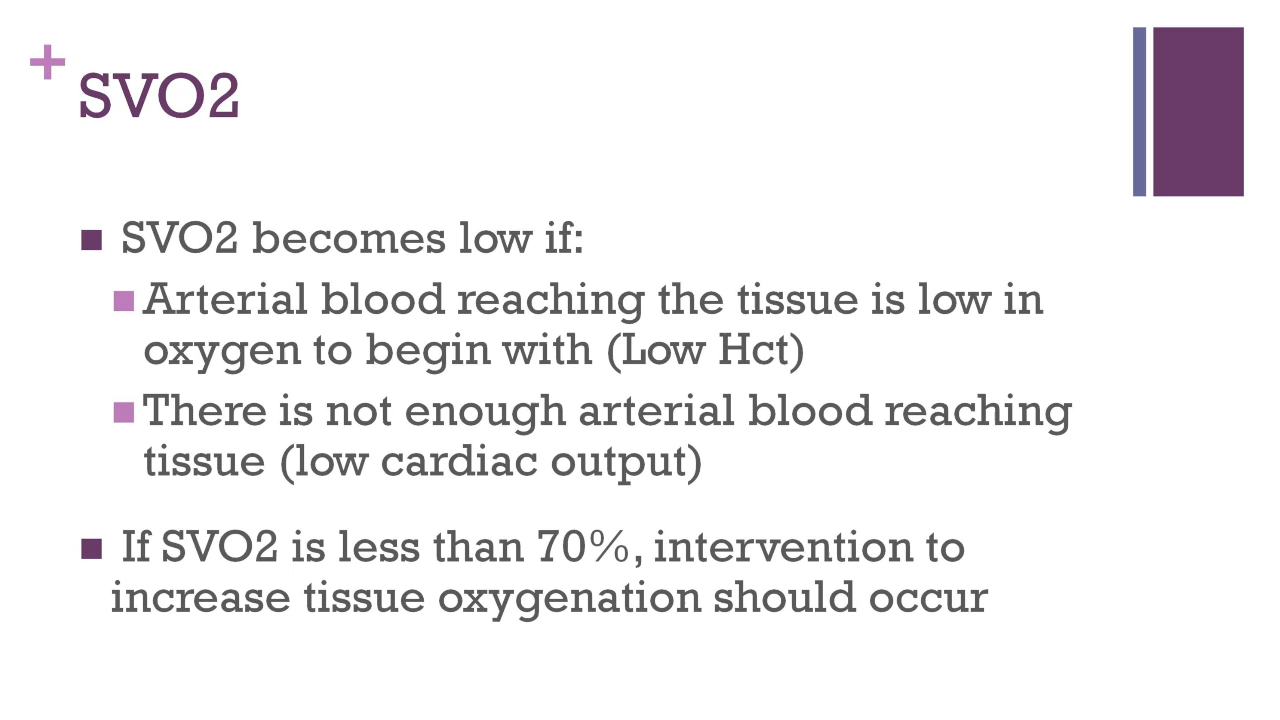 +
SVO2
SVO2 becomes low if:
Arterial blood reaching the tissue is low in
oxygen to begin with (Low Hct)
There is not enough arterial blood reaching
tissue (low cardiac output)
If SVO2 is less than 70%, intervention to
increase tissue oxygenation should occur